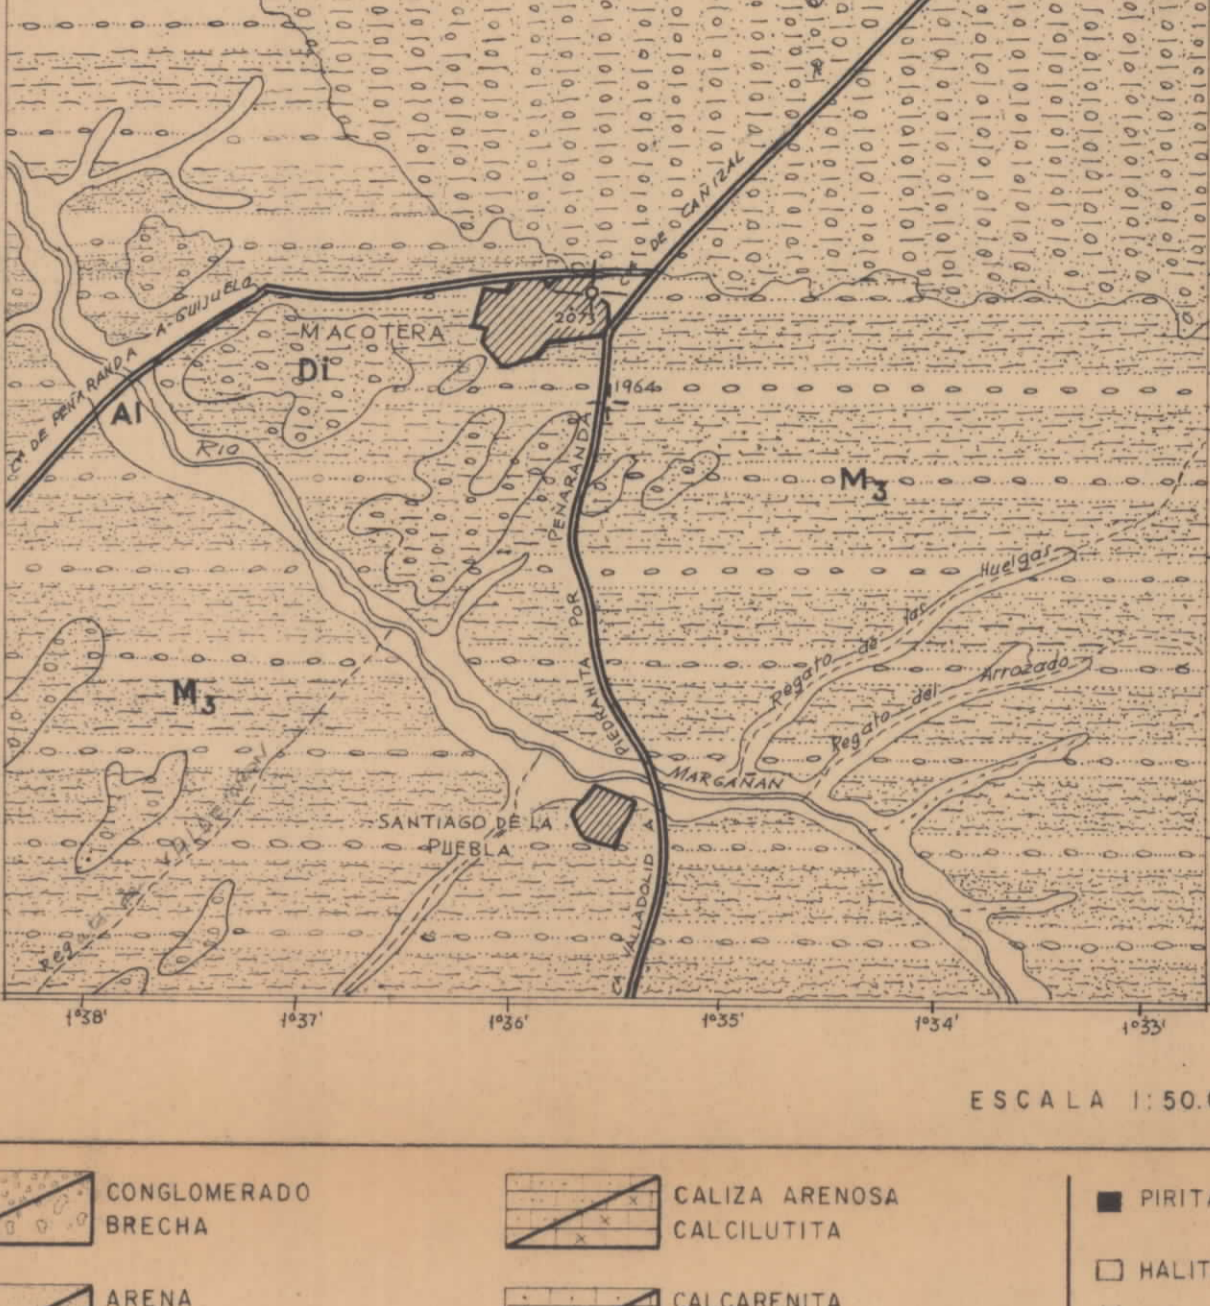 Cª DE CAÑIZAL
Cª DE PEÑARANDA A GUIJUELO
MACOTERA
2075
Di
Al
1964
RIO
M3
Cª VALLADOLID A PIEDRAHITA POR PEÑARANDA
Regato de las Huelgas
Regato del Arrozado
M3
MARGAÑAN
SANTIAGO DE LA
PUEBLA
1°38'
1°37'
1°36'
1°35'
1°34'
1°33'
ESCALA 1:50.
CONGLOMERADO
BRECHA
CALIZA ARENOSA
CALCILUTITA
PIRITA
HALIT
ARENA
CALCARENITA